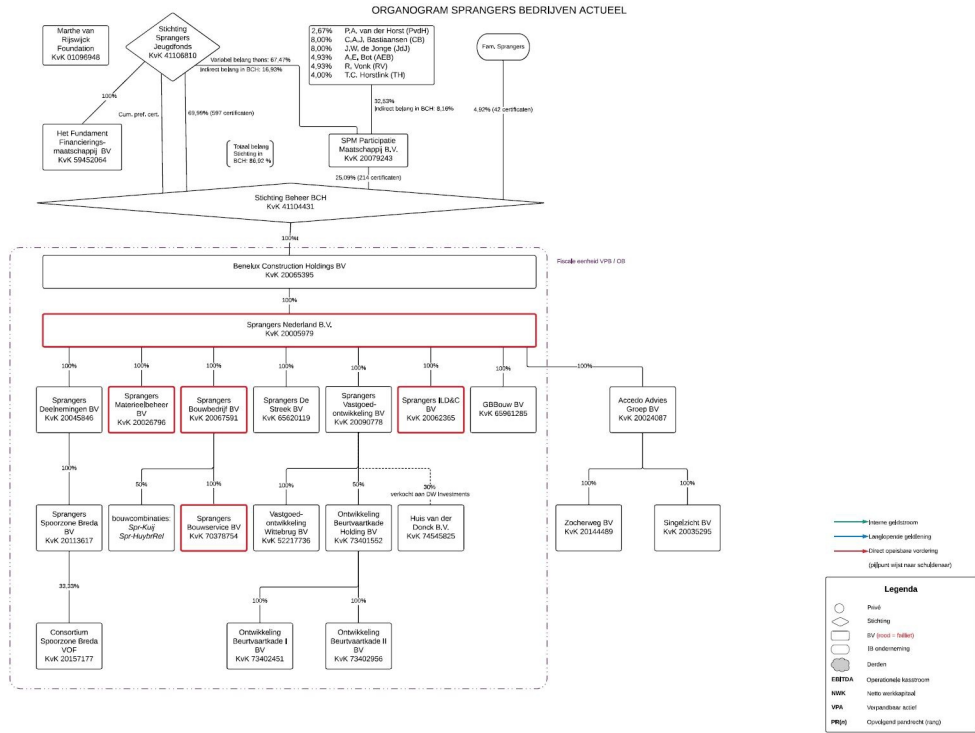 ORGANOGRAM SPRANGERS BEDRIJVEN ACTUEEL
Marthe van
Rijswijck
Foundation
KvK 01096948
Stichting
Sprangers
Jeugdfonds
KvK 41106810
2,67% P.A. van der Horst (PvdH)
8,00% C.A.J. Bastiaansen (CB)
8,00% J.W. de Jonge (JdJ)
4,93% A.E. Bot (AEB)
4,93% R. Vonk (RV)
4,00% T.C. Horstink (TH)
Fam. Sprangers
Variabel belang thans: 67,47%
Indirect belang in BCH: 16,93%
100%
Cum. pref. cert.
69,99% (597 certificaten)
32,53%
Indirect belang in BCH: 8,16%
4,92% (42 certificaten)
Het Fundament
Financierings-
maatschappij BV
KvK 59452064
Totaal belang
Stichting in
BCH: 86,92 %
SPM Participatie
Maatschappij B.V.
KvK 20079243
25,09% (214 certificaten)
Stichting Beheer BCH
KvK 41104431
100%
Benelux Construction Holdings BV
KvK 20065395
Fiscale eenheid VPB / OB
100%
Sprangers Nederland B.V.
KvK 20005979
100%
100%
100%
100%
100%
100%
100%
100%
Sprangers
Deelnemingen BV
KvK 20045846
Sprangers
Materieelbeheer
BV
KvK 20026796
Sprangers
Bouwbedrijf BV
KvK 20067591
Sprangers De
Streek BV
KvK 65620119
Sprangers
Vastgoed-
ontwikkeling BV
KvK 20090778
Sprangers ILD&C
BV
KvK 20062365
GBBouw BV
KvK 65961285
Accedo Advies
Groep BV
KvK 20024087
100%
50%
100%
100%
50%
30%
verkocht aan DW Investments
100%
100%
Sprangers
Spoorzone Breda
BV
KvK 20113617
bouwcombinaties:
Spr-Kuij
Spr-HuybrRel
Sprangers
Bouwservice BV
KvK 70378754
Vastgoed-
ontwikkeling
Wittebrug BV
KvK 52217736
Ontwikkeling
Beurtvaartkade
Holding BV
KvK 73401552
Huis van der
Donck B.V.
KvK 74545825
Zocherweg BV
KvK 20144489
Singelzicht BV
KvK 20035295
33,33%
100%
100%
Consortium
Spoorzone Breda
VOF
KvK 20157177
Ontwikkeling
Beurtvaartkade I
BV
KvK 73402451
Ontwikkeling
Beurtvaartkade II
BV
KvK 73402956
Interne geldstroom
Langlopende geldlening
Direct opeisbare vordering
(pijlpunt wijst naar schuldenaar)
Legenda
Privé
Stichting
BV (rood = failliet)
IB onderneming
Derden
EBITDA Operationele kasstroom
NWK Netto werkkapitaal
VPA Verpandbaar actief
PR(n) Opvolgend pandrecht (rang)